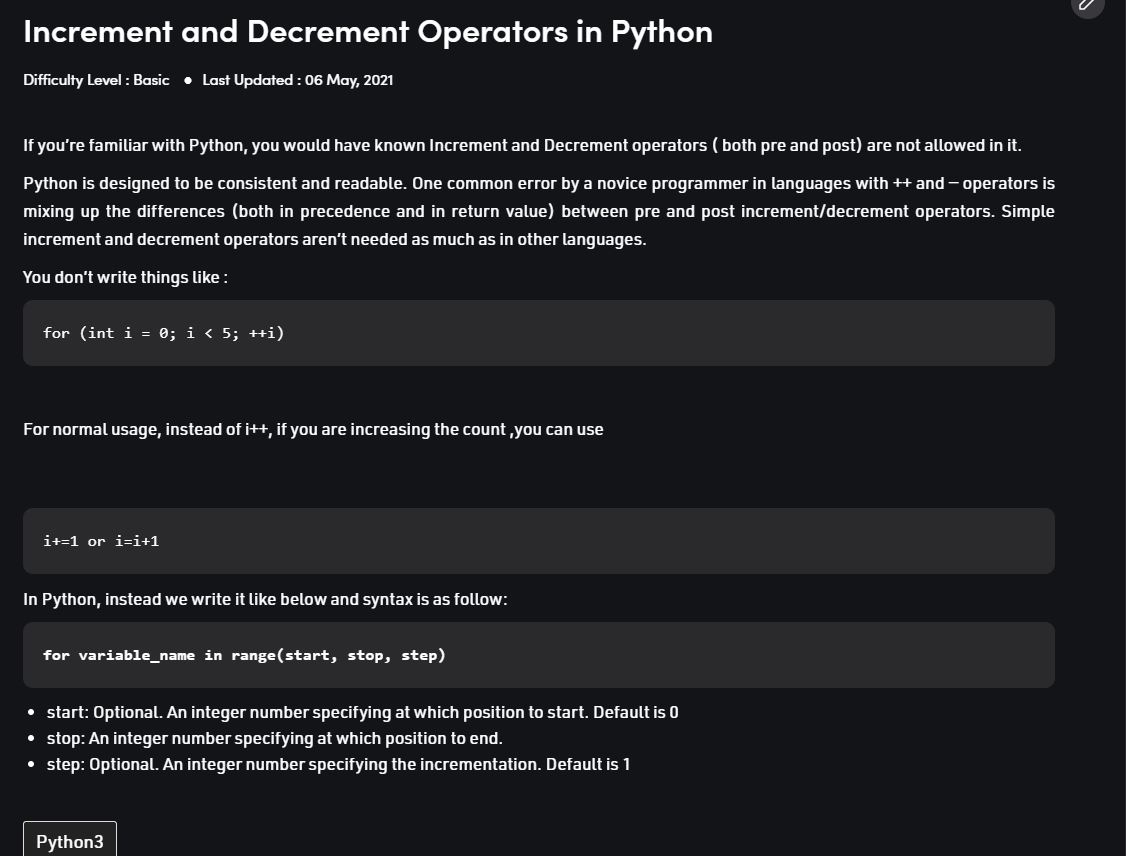 Increment and Decrement Operators in Python
Difficulty Level : Basic ● Last Updated : 06 May, 2021
If you're familiar with Python, you would have known Increment and Decrement operators ( both pre and post) are not allowed in it.
Python is designed to be consistent and readable. One common error by a novice programmer in languages with ++ and – operators is
mixing up the differences (both in precedence and in return value) between pre and post increment/decrement operators. Simple
increment and decrement operators aren't needed as much as in other languages.
You don't write things like :
for (int i = 0; i < 5; ++i)
For normal usage, instead of i++, if you are increasing the count ,you can use
i+=1 or i=i+1
In Python, instead we write it like below and syntax is as follow:
for variable_name in range(start, stop, step)
• start: Optional. An integer number specifying at which position to start. Default is 0
• stop: An integer number specifying at which position to end.
• step: Optional. An integer number specifying the incrementation. Default is 1
Python3